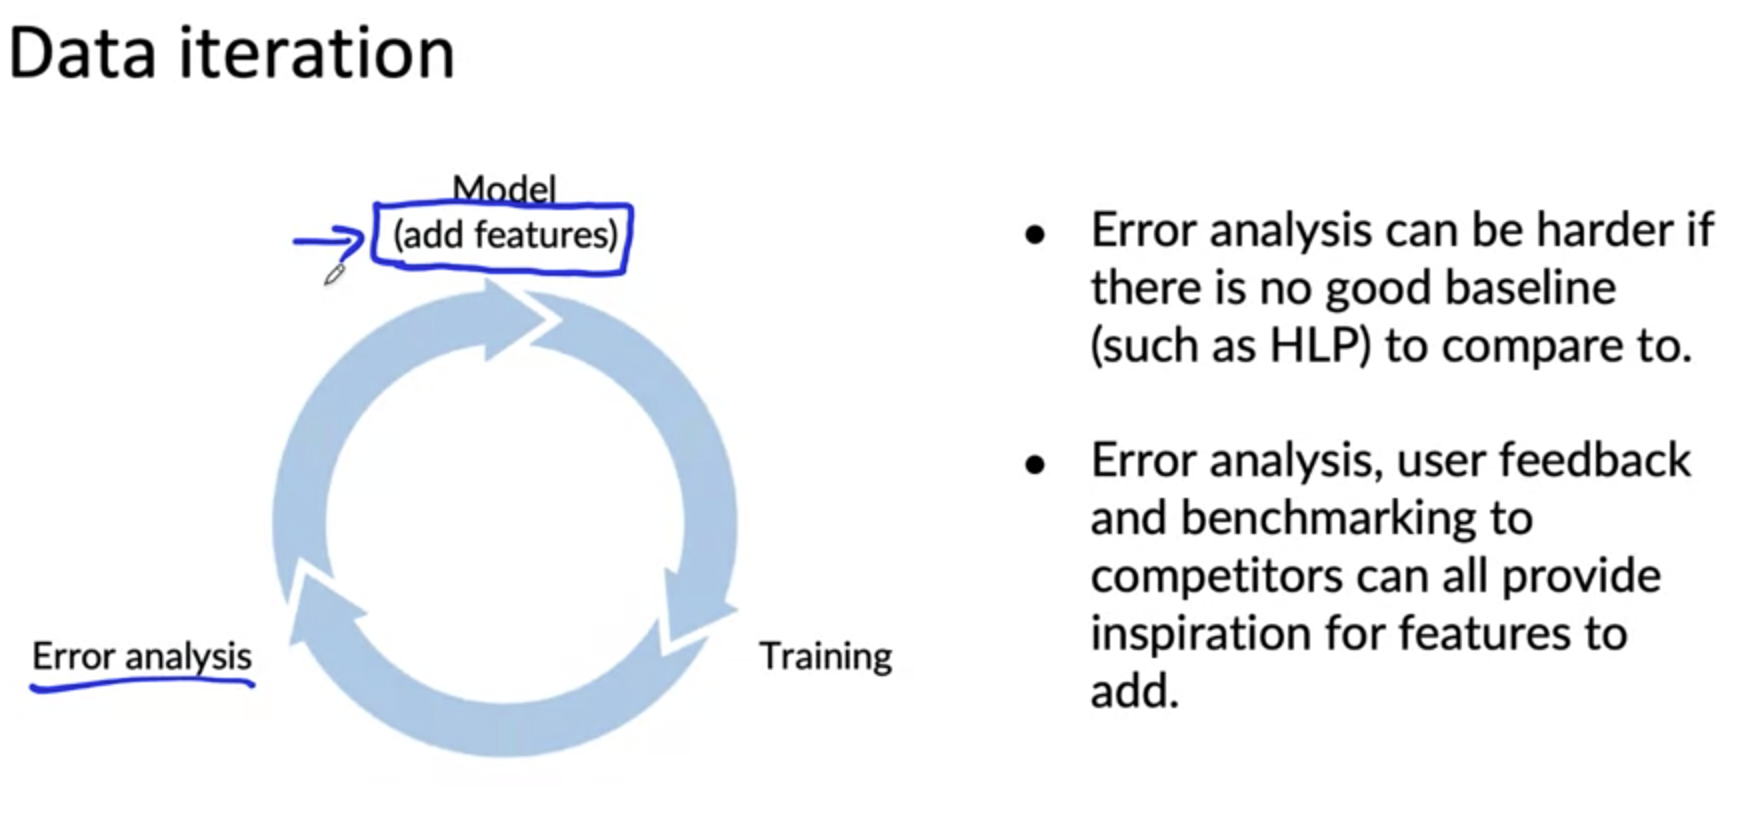 Data iteration
Model
(add features)
Error analysis
Training
● Error analysis can be harder if
there is no good baseline
(such as HLP) to compare to.
● Error analysis, user feedback
and benchmarking to
competitors can all provide
inspiration for features to
add.